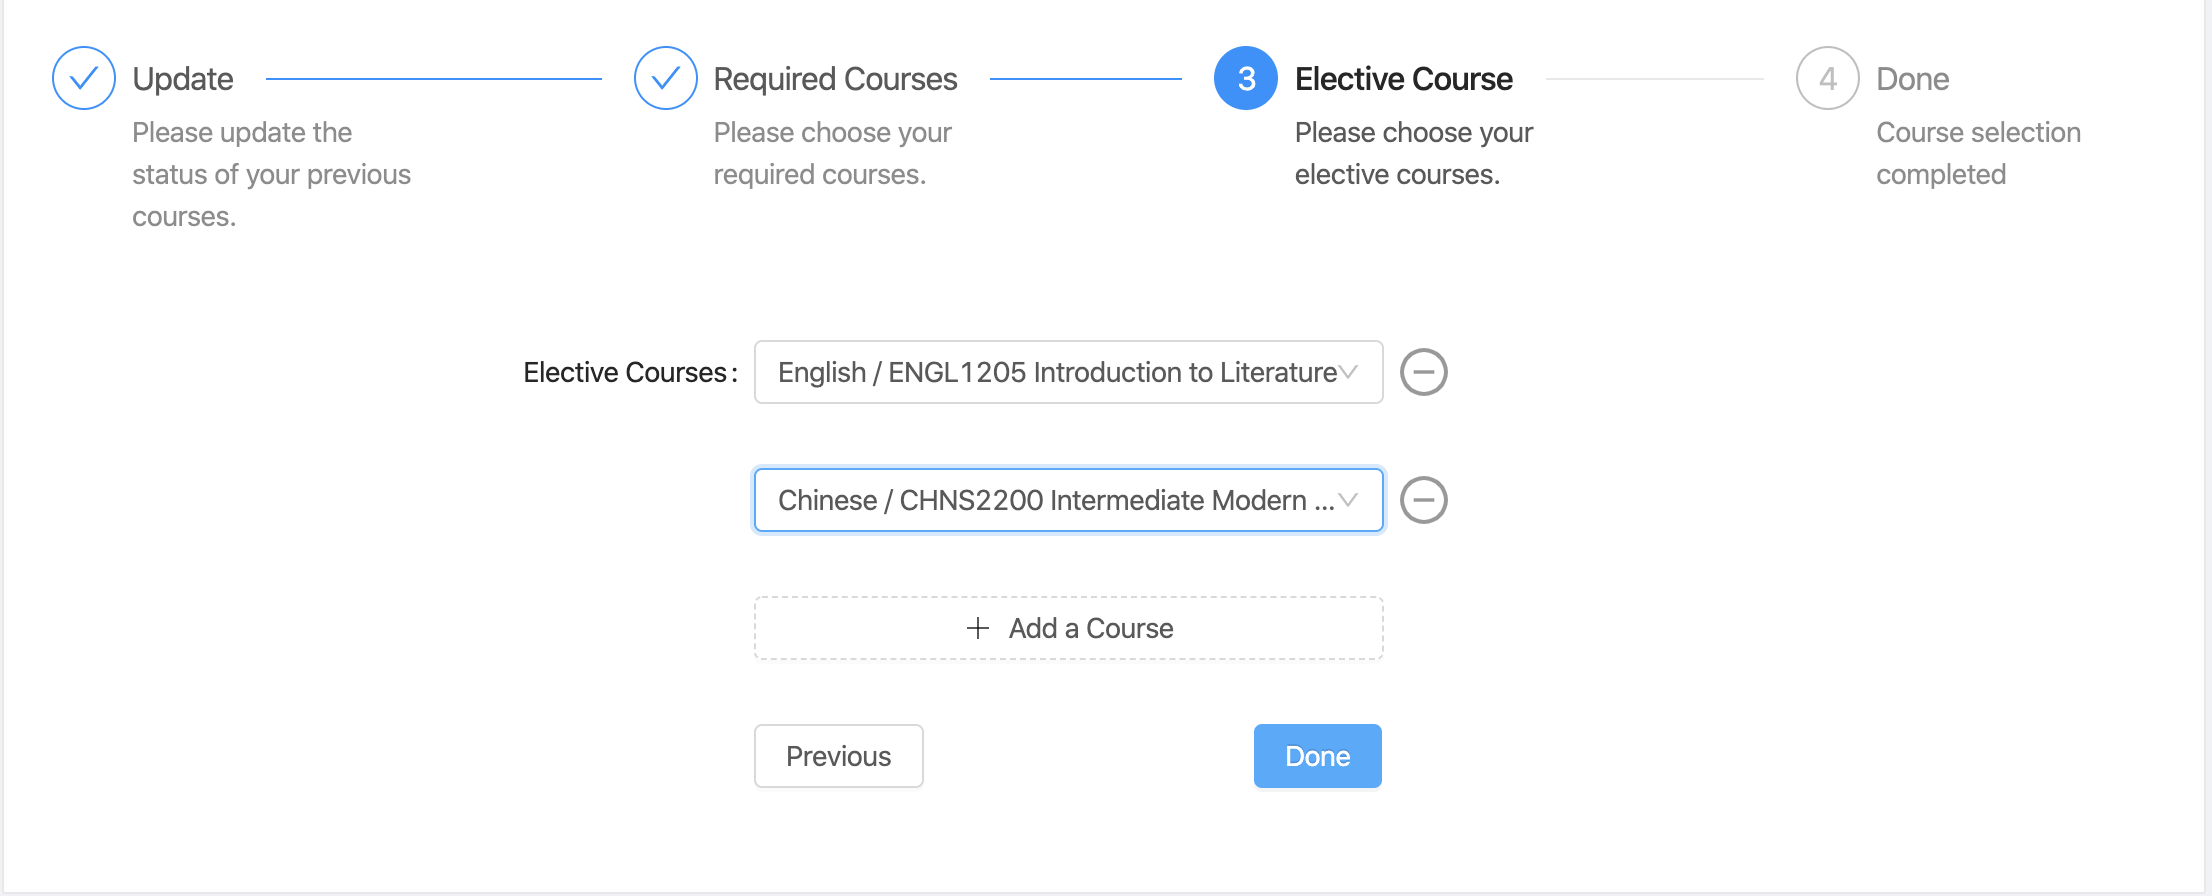 Update
Please update the
status of your previous
courses.
Required Courses
Please choose your
required courses.
3 Elective Course
Please choose your
elective courses.
4 Done
Course selection
completed
Elective Courses: English / ENGL1205 Introduction to Literature
Chinese / CHNS2200 Intermediate Modern ...
+ Add a Course
Previous
Done